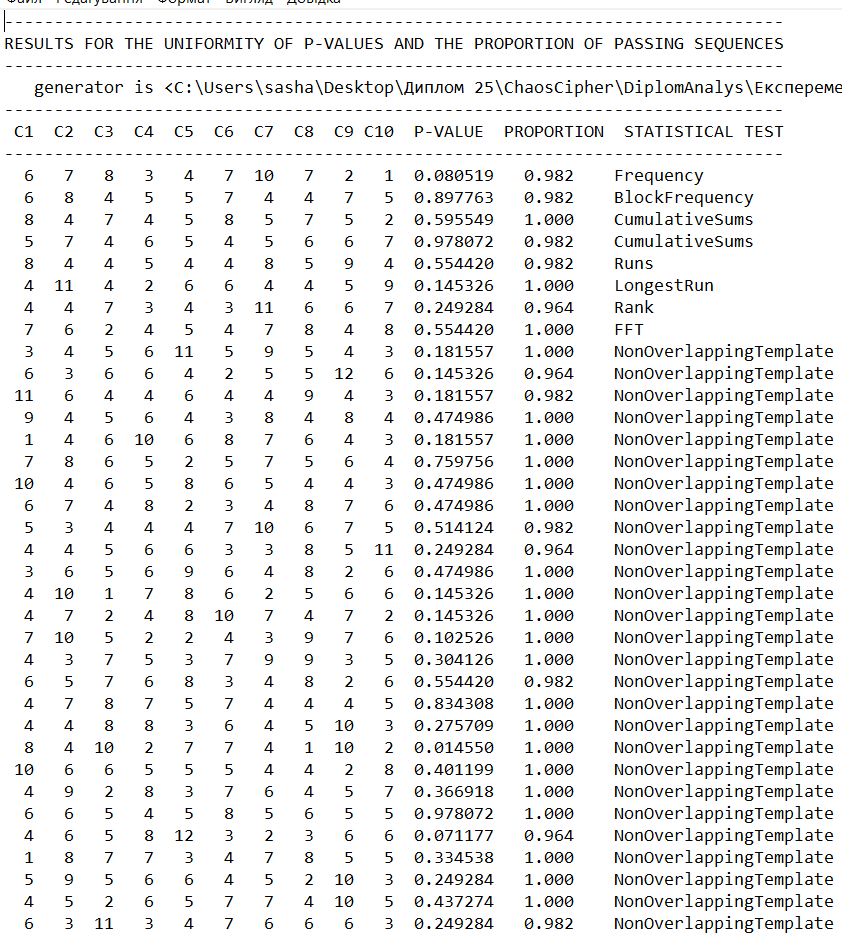 Файл Редагування Формат Вигляд Довідка
------------------------------------------------------------------------------
RESULTS FOR THE UNIFORMITY OF P-VALUES AND THE PROPORTION OF PASSING SEQUENCES
------------------------------------------------------------------------------
generator is <C:\Users\sasha\Desktop\Диплом 25\ChaosCipher\DiplomAnalys\Експереме
------------------------------------------------------------------------------
C1 C2 C3 C4 C5 C6 C7 C8 C9 C10 P-VALUE PROPORTION STATISTICAL TEST
------------------------------------------------------------------------------
6 7 8 3 4 7 10 7 2 1 0.080519 0.982 Frequency
6 8 4 5 5 7 4 4 7 5 0.897763 0.982 BlockFrequency
8 4 7 4 5 8 5 7 5 2 0.595549 1.000 CumulativeSums
5 7 4 6 5 4 5 6 6 7 0.978072 0.982 CumulativeSums
8 4 4 5 4 4 8 5 9 4 0.554420 0.982 Runs
4 11 4 2 6 6 4 4 5 9 0.145326 1.000 LongestRun
4 4 7 3 4 3 11 6 6 7 0.249284 0.964 Rank
7 6 2 4 5 4 7 8 4 8 0.554420 1.000 FFT
3 4 5 6 11 5 9 5 4 3 0.181557 1.000 NonOverlappingTemplate
6 3 6 6 4 2 5 5 12 6 0.145326 0.964 NonOverlappingTemplate
11 6 4 4 6 4 4 9 4 3 0.181557 0.982 NonOverlappingTemplate
9 4 5 6 4 3 8 4 8 4 0.474986 1.000 NonOverlappingTemplate
1 4 6 10 6 8 7 6 4 3 0.181557 1.000 NonOverlappingTemplate
7 8 6 5 2 5 7 5 6 4 0.759756 1.000 NonOverlappingTemplate
10 4 6 5 8 6 5 4 4 3 0.474986 1.000 NonOverlappingTemplate
6 7 4 8 2 3 4 8 7 6 0.474986 1.000 NonOverlappingTemplate
5 3 4 4 4 7 10 6 7 5 0.514124 0.982 NonOverlappingTemplate
4 4 5 6 6 3 3 8 5 11 0.249284 0.964 NonOverlappingTemplate
3 6 5 6 9 6 4 8 2 6 0.474986 1.000 NonOverlappingTemplate
4 10 1 7 8 6 2 5 6 6 0.145326 1.000 NonOverlappingTemplate
4 7 2 4 8 10 7 4 7 2 0.145326 1.000 NonOverlappingTemplate
7 10 5 2 2 4 3 9 7 6 0.102526 1.000 NonOverlappingTemplate
4 3 7 5 3 7 9 9 3 5 0.304126 1.000 NonOverlappingTemplate
6 5 7 6 8 3 4 8 2 6 0.554420 0.982 NonOverlappingTemplate
4 7 8 7 5 7 4 4 4 5 0.834308 1.000 NonOverlappingTemplate
4 4 8 8 3 6 4 5 10 3 0.275709 1.000 NonOverlappingTemplate
8 4 10 2 7 7 4 1 10 2 0.014550 1.000 NonOverlappingTemplate
10 6 6 5 5 5 4 4 2 8 0.401199 1.000 NonOverlappingTemplate
4 9 2 8 3 7 6 4 5 7 0.366918 1.000 NonOverlappingTemplate
6 6 5 4 5 8 5 6 5 5 0.978072 1.000 NonOverlappingTemplate
4 6 5 8 12 3 2 3 6 6 0.071177 0.964 NonOverlappingTemplate
1 8 7 7 3 4 7 8 5 5 0.334538 1.000 NonOverlappingTemplate
5 9 5 6 6 4 5 2 10 3 0.249284 1.000 NonOverlappingTemplate
4 5 2 6 5 7 7 4 10 5 0.437274 1.000 NonOverlappingTemplate
6 3 11 3 4 7 6 6 6 3 0.249284 0.982 NonOverlappingTemplate